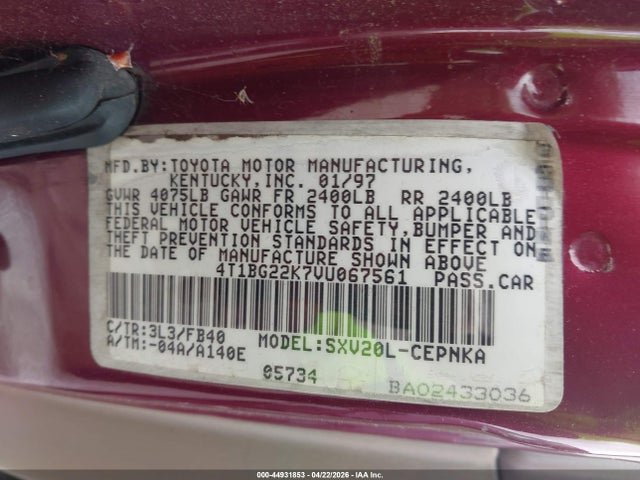 MFD.BY:TOYOTA MOTOR MANUFACTURING,
KENTUCKY,INC. 01/97
GVWR 4075LB GAWR FR 2400LB RR 2400LB
THIS VEHICLE CONFORMS TO ALL APPLICABLE
FEDERAL MOTOR VEHICLE SAFETY,BUMPER AND
THEFT PREVENTION STANDARDS IN EFFECT ON
THE DATE OF MANUFACTURE SHOWN ABOVE
4T1BG22K7VU067561 PASS.CAR
C/TR:3L3/FB40 MODEL:SXV20L-CEPNKA
A/TM:-04A/A140E
05734
BA02433036
000-44931853 04/22/2026 IAA Inc.